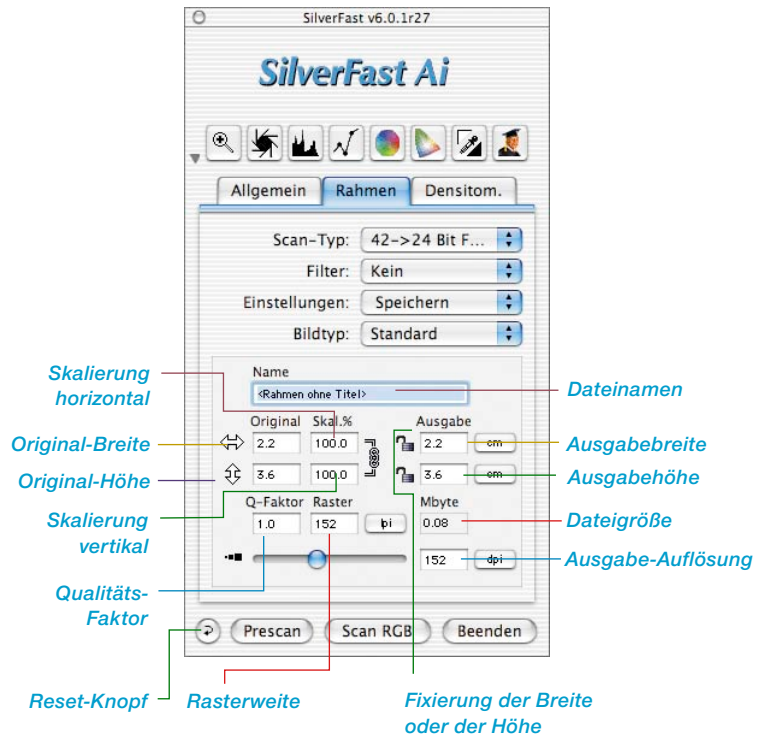 SilverFast v6.0.1r27
SilverFast Ai
Allgemein Rahmen Densitom.
Scan-Typ: 42->24 Bit F...
Filter: Kein
Einstellungen: Speichern
Bildtyp: Standard
Name
<Rahmen ohne Titel>
Original Skal.% Ausgabe
2.2 100.0 2.2 cm
3.6 100.0 3.6 cm
Q-Faktor Raster Mbyte
1.0 152 lpi 0.08
152 dpi
Prescan Scan RGB Beenden
Skalierung
horizontal
Original-Breite
Original-Höhe
Skalierung
vertikal
Qualitäts-
Faktor
Reset-Knopf
Rasterweite
Dateinamen
Ausgabebreite
Ausgabehöhe
Dateigröße
Ausgabe-Auflösung
Fixierung der Breite
oder der Höhe